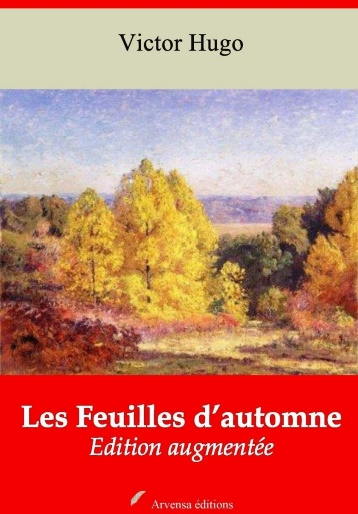 Victor Hugo
Les Feuilles d’automne
Edition augmentée
Arvensa éditions